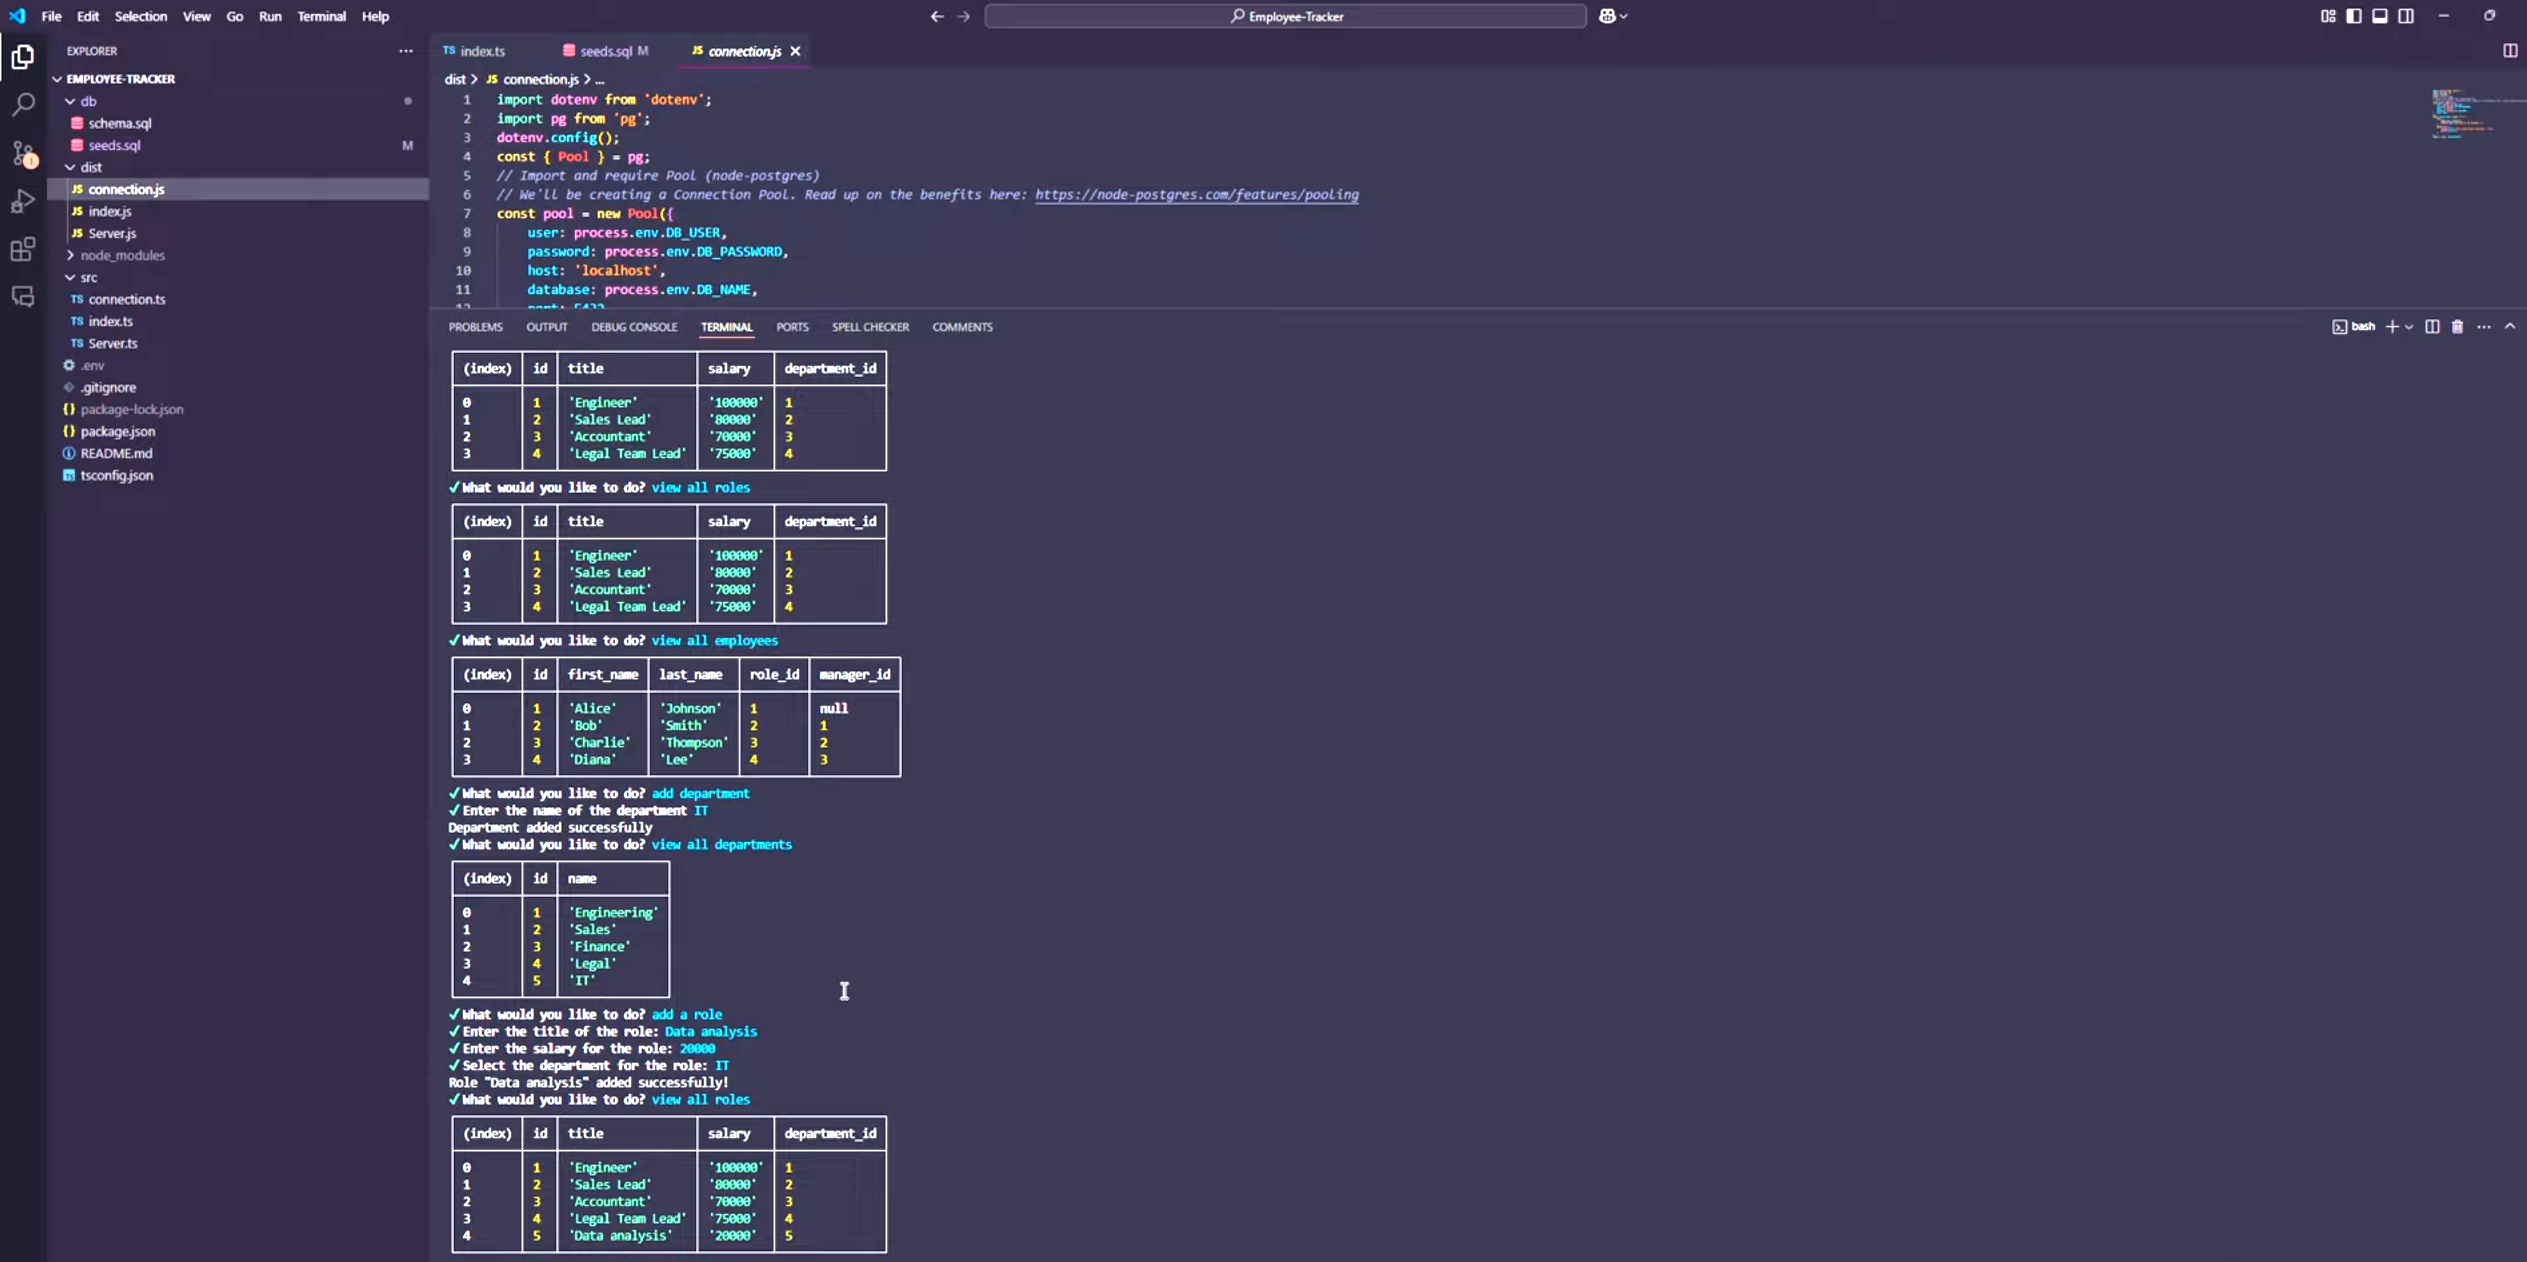 File Edit Selection View Go Run Terminal Help
Employee-Tracker
EXPLORER
EMPLOYEE-TRACKER
db
schema.sql
seeds.sql M
dist
connection.js
index.js
Server.js
node_modules
src
connection.ts
index.ts
Server.ts
.env
.gitignore
package-lock.json
package.json
README.md
tsconfig.json
TS index.ts seeds.sql M JS connection.js
dist > JS connection.js > ...
1 import dotenv from 'dotenv';
2 import pg from 'pg';
3 dotenv.config();
4 const { Pool } = pg;
5 // Import and require Pool (node-postgres)
6 // We'll be creating a Connection Pool. Read up on the benefits here: https://node-postgres.com/features/pooling
7 const pool = new Pool({
8 user: process.env.DB_USER,
9 password: process.env.DB_PASSWORD,
10 host: 'localhost',
11 database: process.env.DB_NAME,
PROBLEMS OUTPUT DEBUG CONSOLE TERMINAL PORTS SPELL CHECKER COMMENTS
bash
(index) id title salary department_id
0 1 'Engineer' '100000' 1
1 2 'Sales Lead' '80000' 2
2 3 'Accountant' '70000' 3
3 4 'Legal Team Lead' '75000' 4
✓What would you like to do? view all roles
(index) id title salary department_id
0 1 'Engineer' '100000' 1
1 2 'Sales Lead' '80000' 2
2 3 'Accountant' '70000' 3
3 4 'Legal Team Lead' '75000' 4
✓What would you like to do? view all employees
(index) id first_name last_name role_id manager_id
0 1 'Alice' 'Johnson' 1 null
1 2 'Bob' 'Smith' 2 1
2 3 'Charlie' 'Thompson' 3 2
3 4 'Diana' 'Lee' 4 3
✓What would you like to do? add department
✓Enter the name of the department IT
Department added successfully
✓What would you like to do? view all departments
(index) id name
0 1 'Engineering'
1 2 'Sales'
2 3 'Finance'
3 4 'Legal'
4 5 'IT'
✓What would you like to do? add a role
✓Enter the title of the role: Data analysis
✓Enter the salary for the role: 20000
✓Select the department for the role: IT
Role "Data analysis" added successfully!
✓What would you like to do? view all roles
(index) id title salary department_id
0 1 'Engineer' '100000' 1
1 2 'Sales Lead' '80000' 2
2 3 'Accountant' '70000' 3
3 4 'Legal Team Lead' '75000' 4
4 5 'Data analysis' '20000' 5